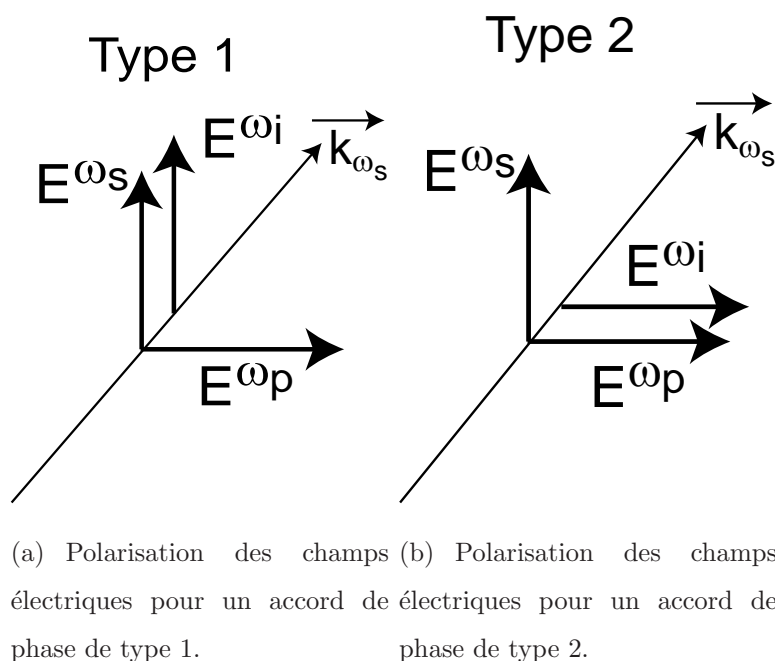 Type 1
E^ωs
E^ωi
k_ωs
E^ωp
(a) Polarisation des champs
électriques pour un accord de
phase de type 1.
Type 2
E^ωs
k_ωs
E^ωi
E^ωp
(b) Polarisation des champs
électriques pour un accord de
phase de type 2.